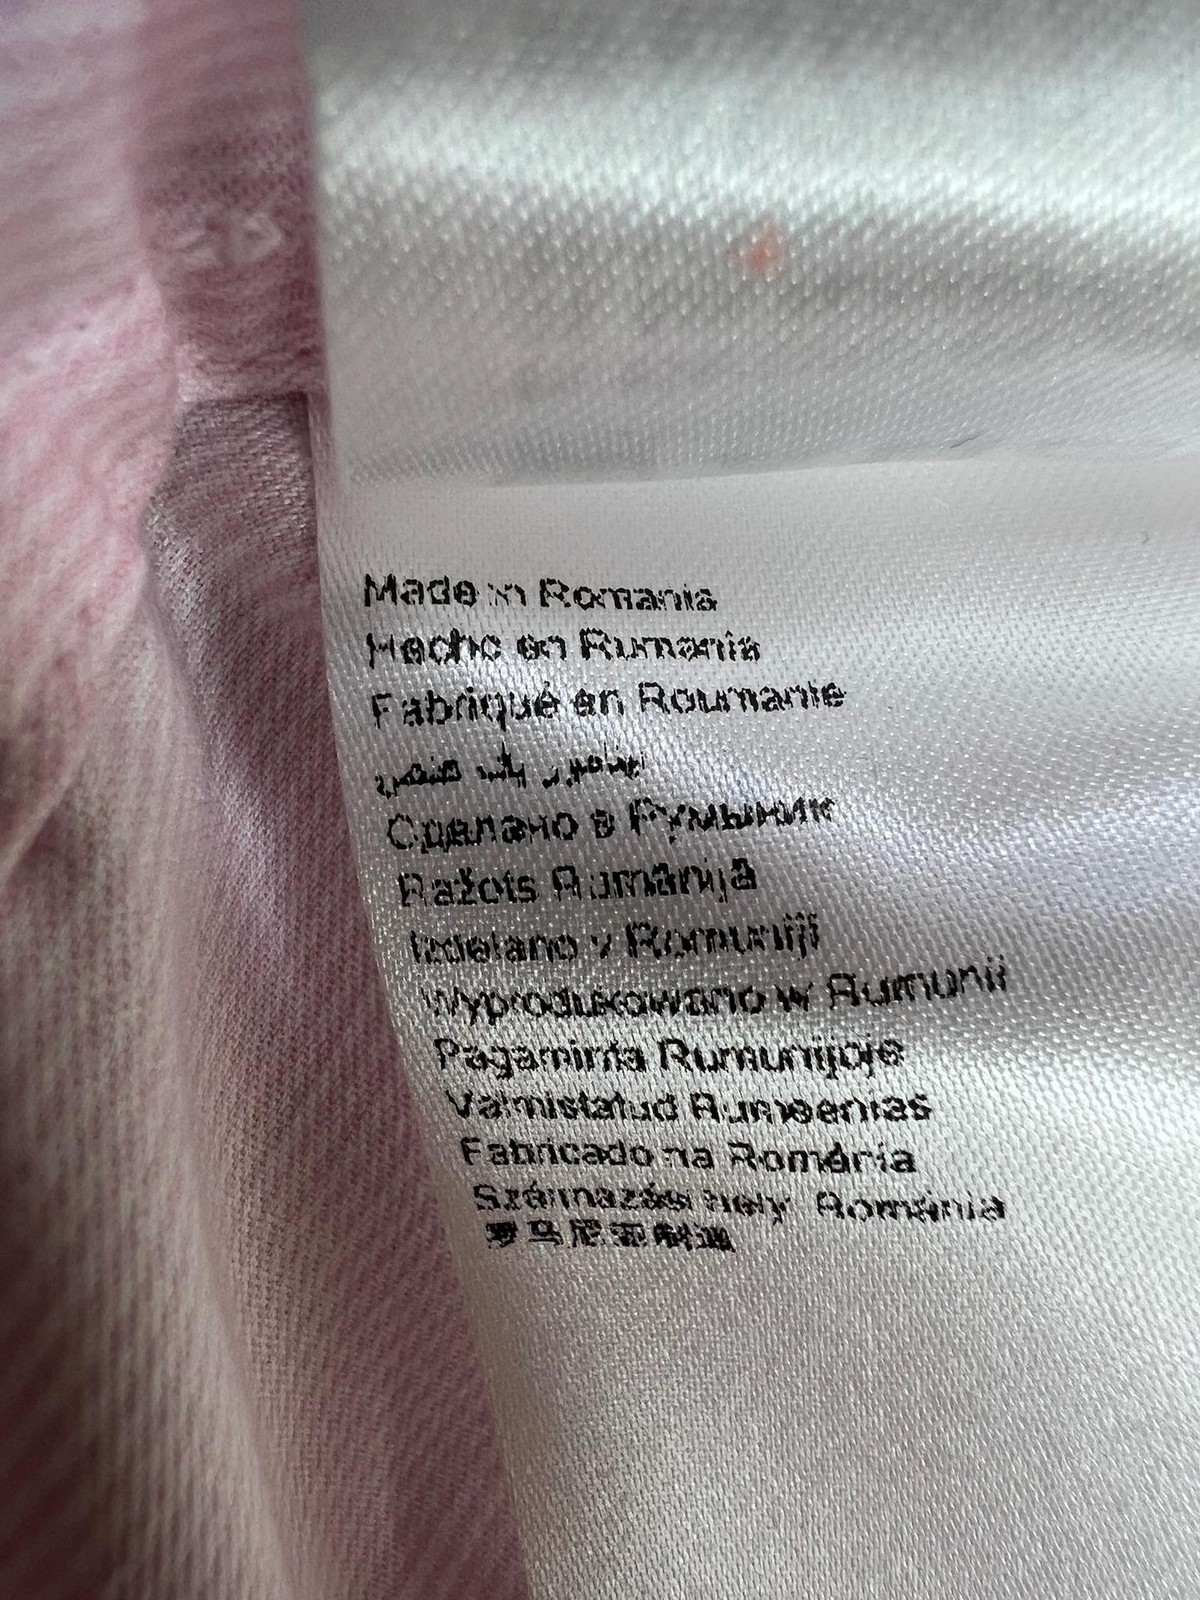 Made in Romania
Hecho en Rumania
Fabriqué en Roumanie
Сделано в Румынии
Ražots Rumānijā
Izdelano v Romuniji
Wyprodukowano w Rumunii
Pagaminta Rumunijoje
Valmistatud Rumeenias
Fabricado na Roménia
Származási hely: Románia
罗马尼亚制造